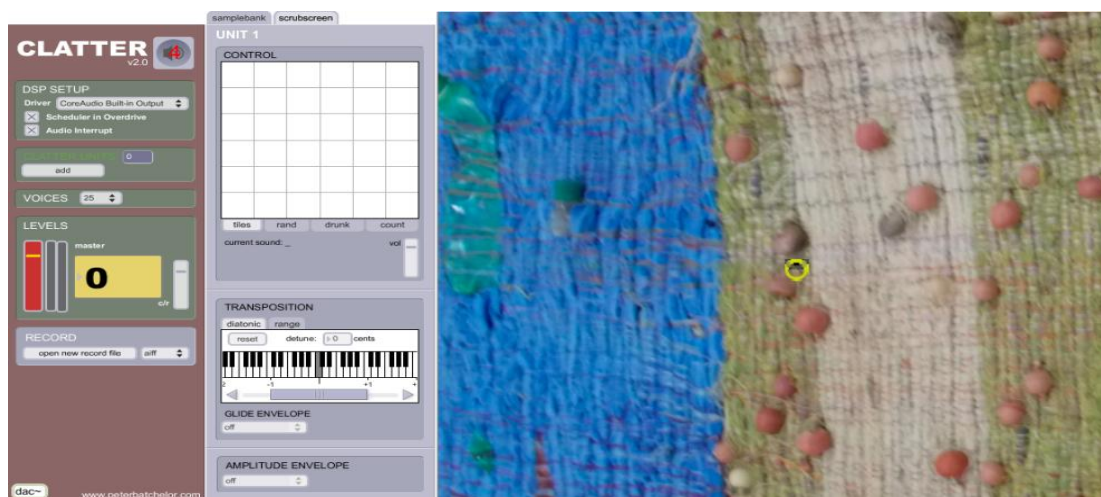 samplebank scrubscreen
CLATTER
v2.0
DSP SETUP
Driver CoreAudio Built-in Output
Scheduler in Overdrive
Audio Interrupt
CLATTER UNITS 0
add
VOICES 25
LEVELS
master
0
c/r
RECORD
open new record file aiff
dac~
www.peterbatchelor.com
UNIT 1
CONTROL
tiles rand drunk count
current sound: _ vol
TRANSPOSITION
diatonic range
reset detune: 0 cents
2 -1 +1 +
GLIDE ENVELOPE
off
AMPLITUDE ENVELOPE
off